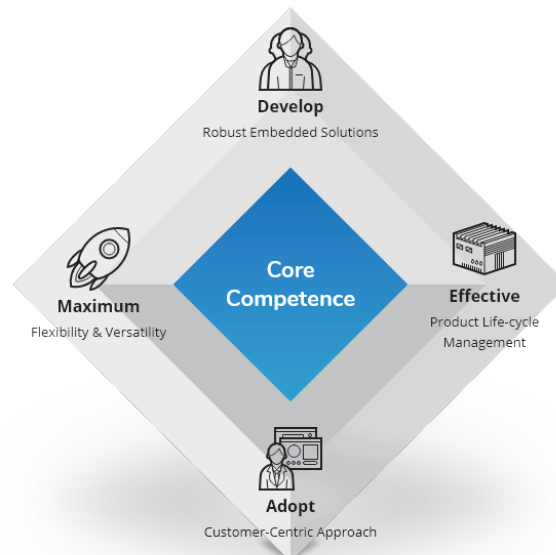 Develop
Robust Embedded Solutions
Core
Competence
Maximum
Flexibility & Versatility
Effective
Product Life-cycle
Management
Adopt
Customer-Centric Approach